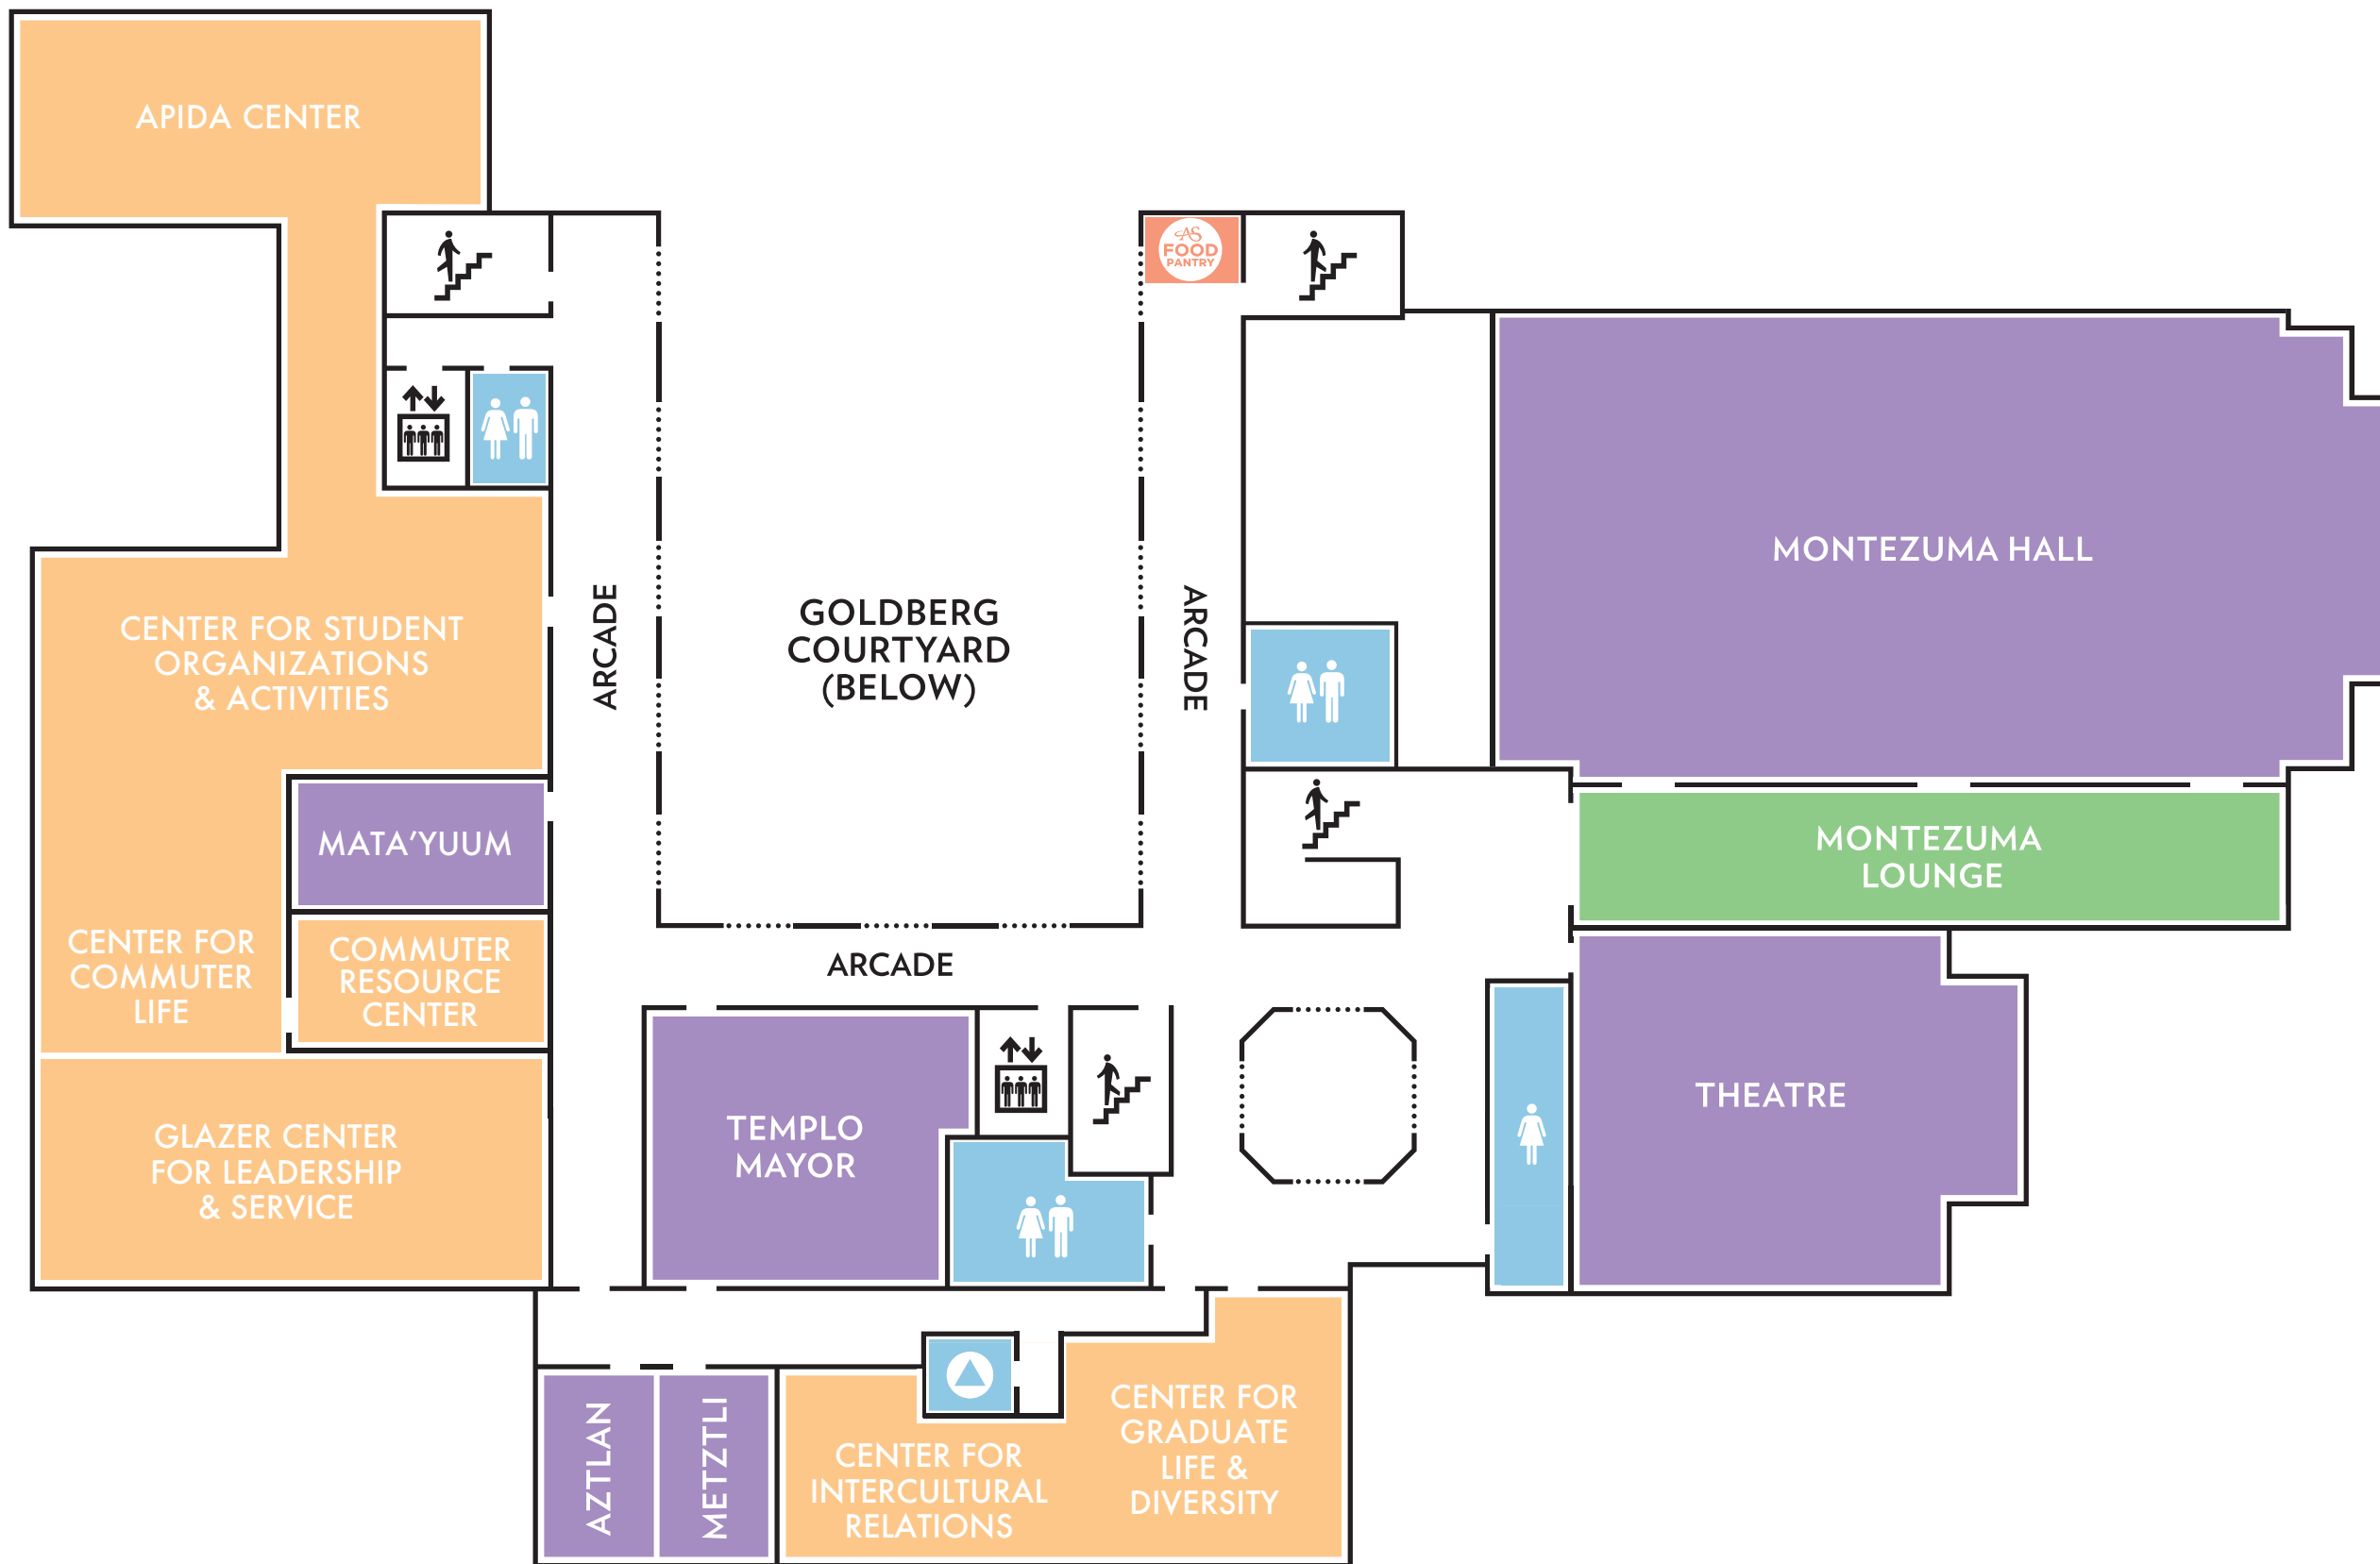 APIDA CENTER
AS
FOOD
PANTRY
MONTEZUMA HALL
CENTER FOR STUDENT
ORGANIZATIONS
& ACTIVITIES
ARCADE
GOLDBERG
COURTYARD
(BELOW)
ARCADE
MATA'YUUM
MONTEZUMA
LOUNGE
CENTER FOR
COMMUTER
LIFE
COMMUTER
RESOURCE
CENTER
ARCADE
THEATRE
GLAZER CENTER
FOR LEADERSHIP
& SERVICE
TEMPLO
MAYOR
AZTLAN
METZTLI
CENTER FOR
INTERCULTURAL
RELATIONS
CENTER FOR
GRADUATE
LIFE &
DIVERSITY